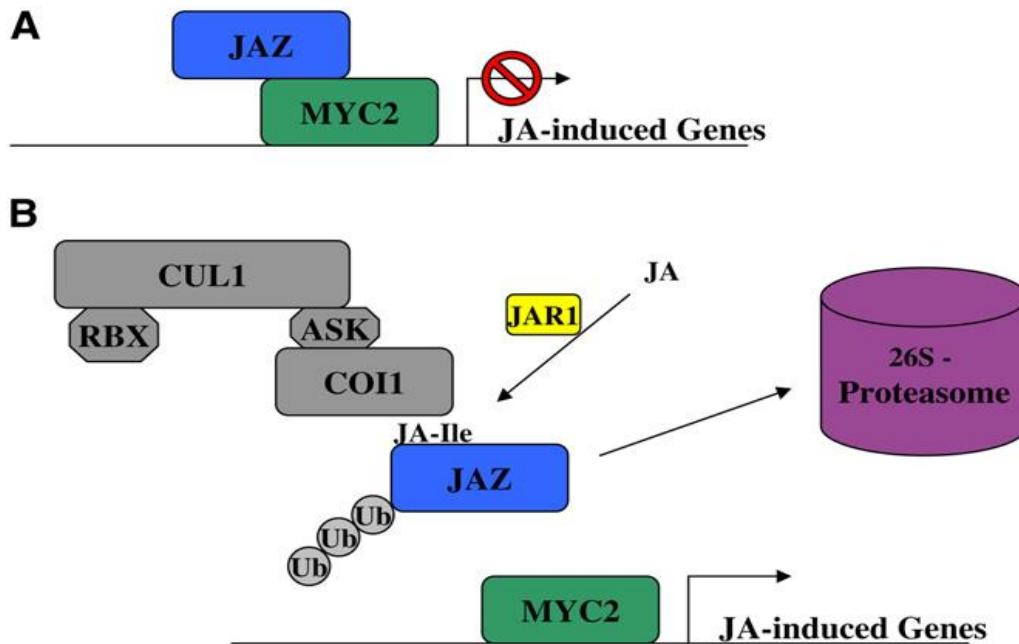 A
JAZ
MYC2
JA-induced Genes
B
CUL1
RBX
ASK
COI1
JAR1
JA
26S -
Proteasome
JA-Ile
JAZ
Ub
Ub
Ub
MYC2
JA-induced Genes